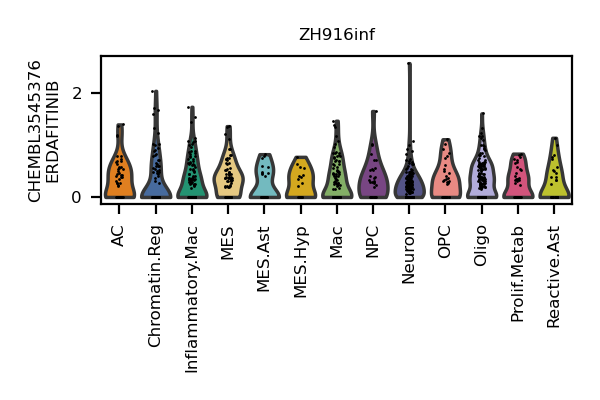 ZH916inf
CHEMBL3545376
ERDAFITINIB
2
0
AC
Chromatin.Reg
Inflammatory.Mac
MES
MES.Ast
MES.Hyp
Mac
NPC
Neuron
OPC
Oligo
Prolif.Metab
Reactive.Ast